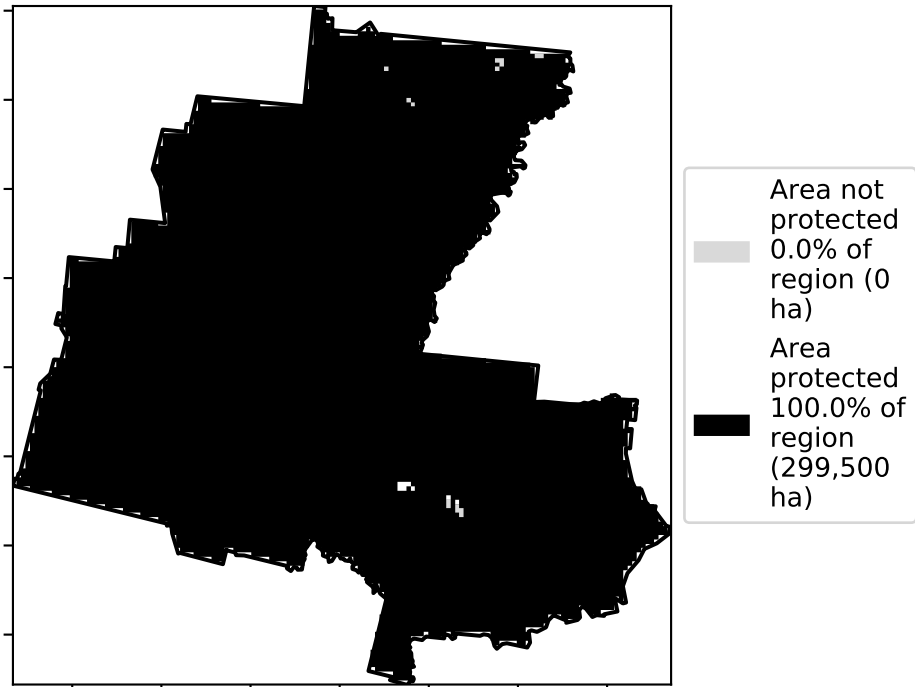 Area not
protected
0.0% of
region (0
ha)
Area
protected
100.0% of
region
(299,500
ha)